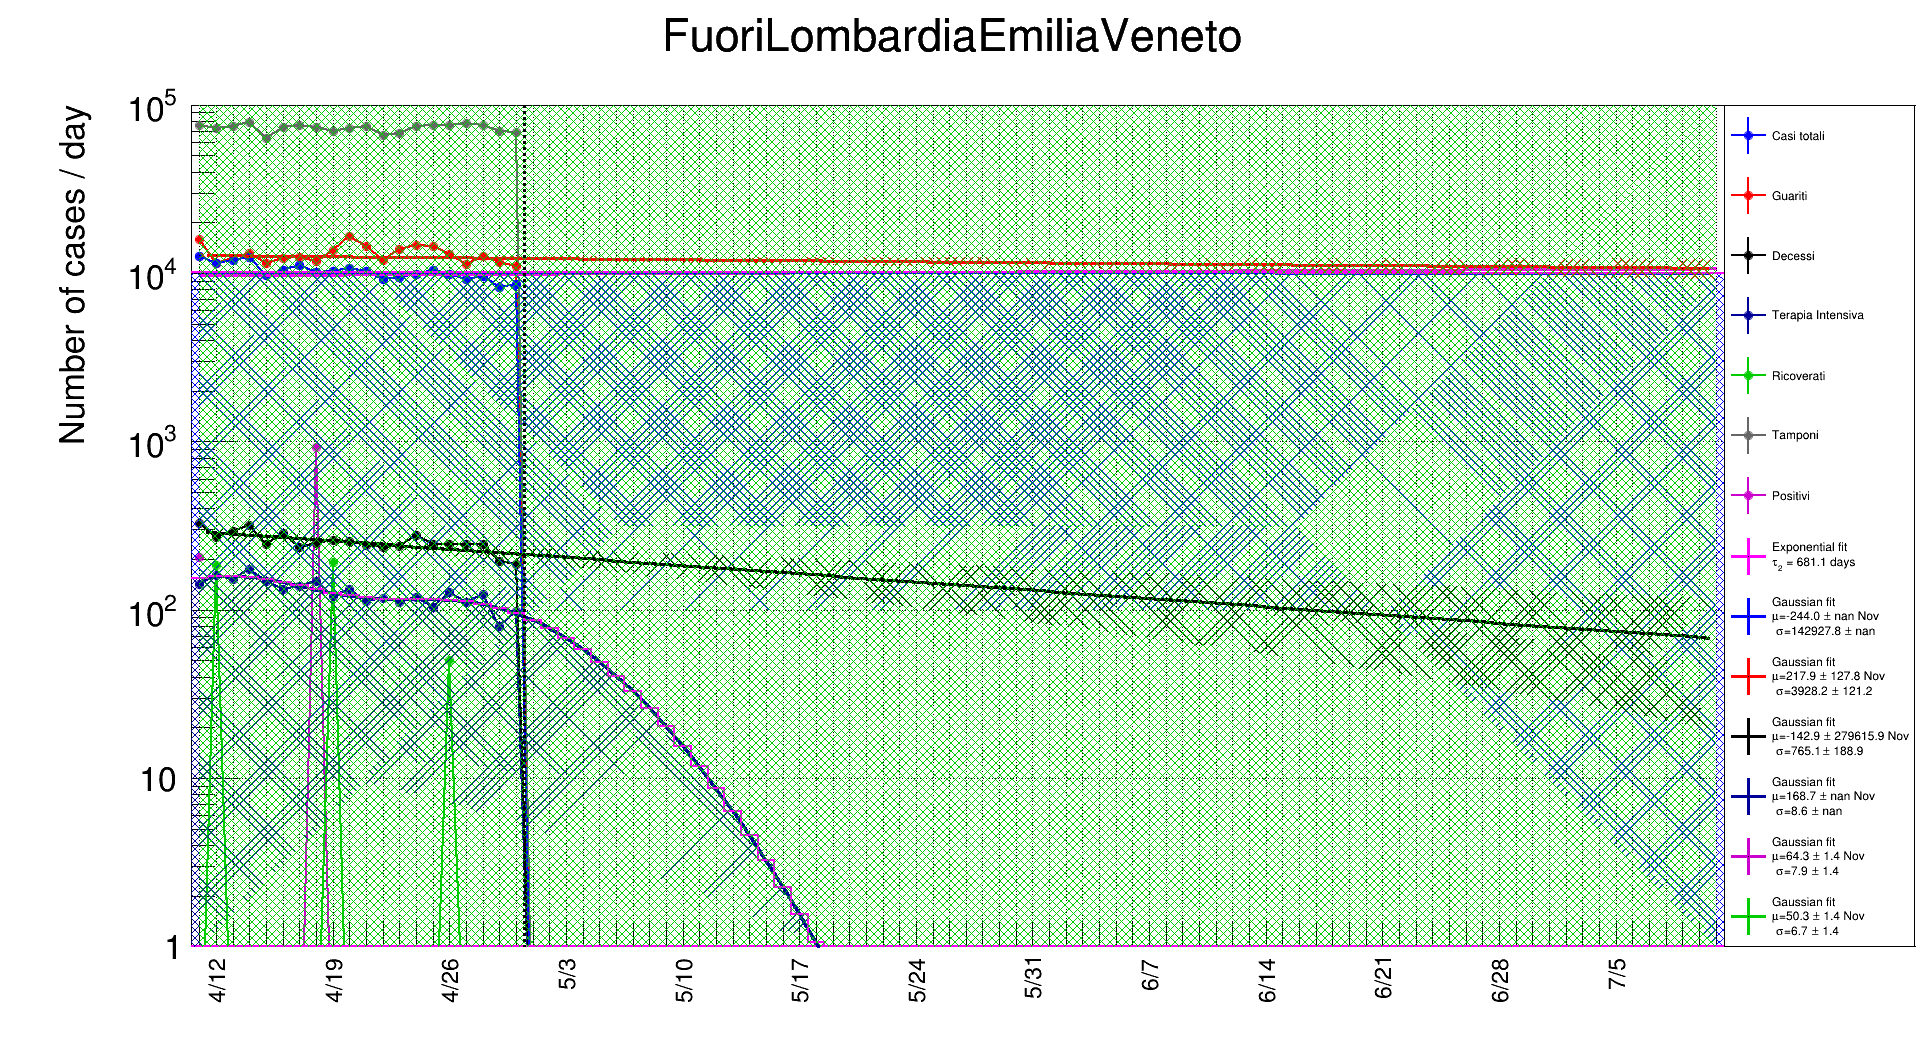 FuoriLombardiaEmiliaVeneto
Number of cases / day
10^5
10^4
10^3
10^2
10
1
4/12
4/19
4/26
5/3
5/10
5/17
5/24
5/31
6/7
6/14
6/21
6/28
7/5
Casi totali
Guariti
Decessi
Terapia Intensiva
Ricoverati
Tamponi
Positivi
Exponential fit
τ₂ = 681.1 days
Gaussian fit
μ=-244.0 ± nan Nov
σ=142927.8 ± nan
Gaussian fit
μ=217.9 ± 127.8 Nov
σ=3928.2 ± 121.2
Gaussian fit
μ=-142.9 ± 279615.9 Nov
σ=765.1 ± 188.9
Gaussian fit
μ=168.7 ± nan Nov
σ=8.6 ± nan
Gaussian fit
μ=64.3 ± 1.4 Nov
σ=7.9 ± 1.4
Gaussian fit
μ=50.3 ± 1.4 Nov
σ=6.7 ± 1.4